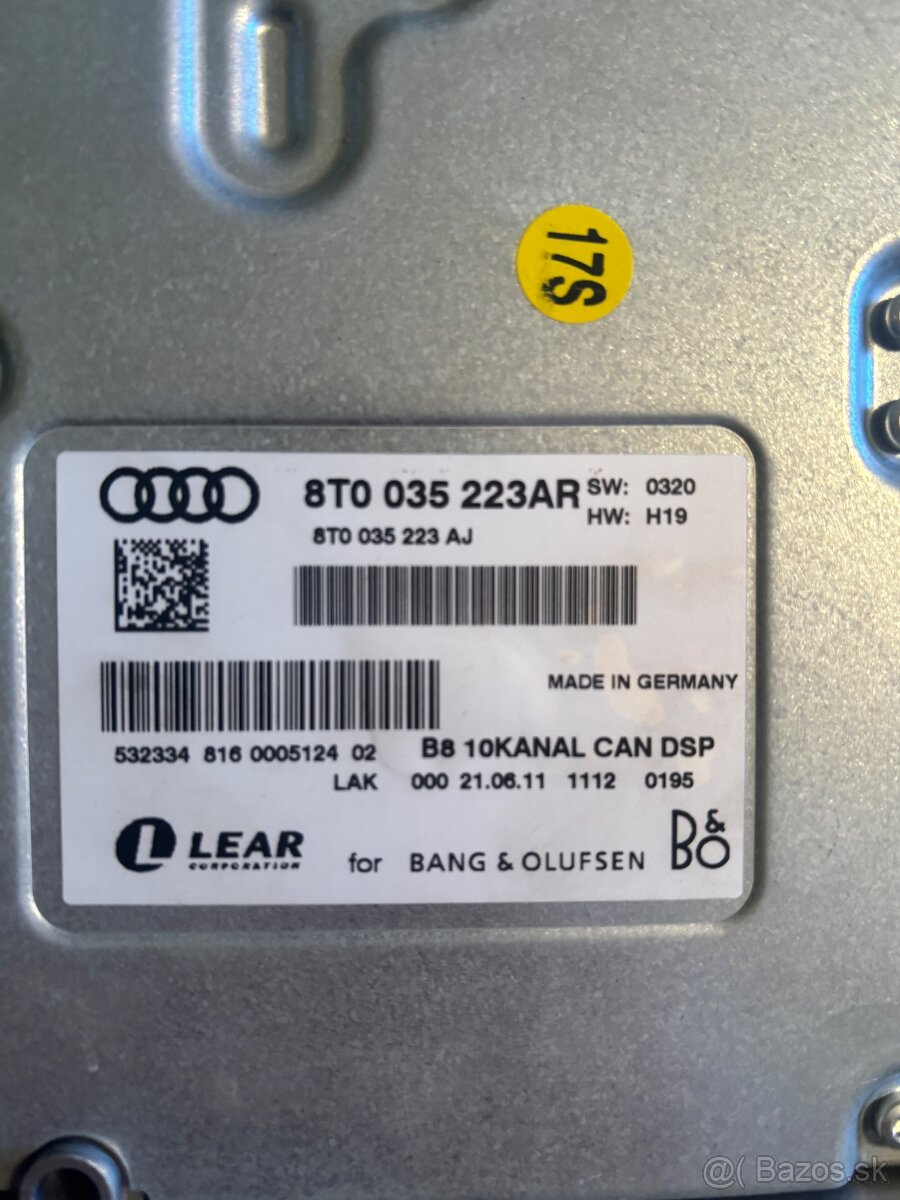 17S
8T0 035 223AR SW: 0320
HW: H19
8T0 035 223 AJ
MADE IN GERMANY
532334 816 0005124 02 B8 10KANAL CAN DSP
LAK 000 21.06.11 1112 0195
L LEAR
CORPORATION
for BANG & OLUFSEN B&O
@( Bazos.sk